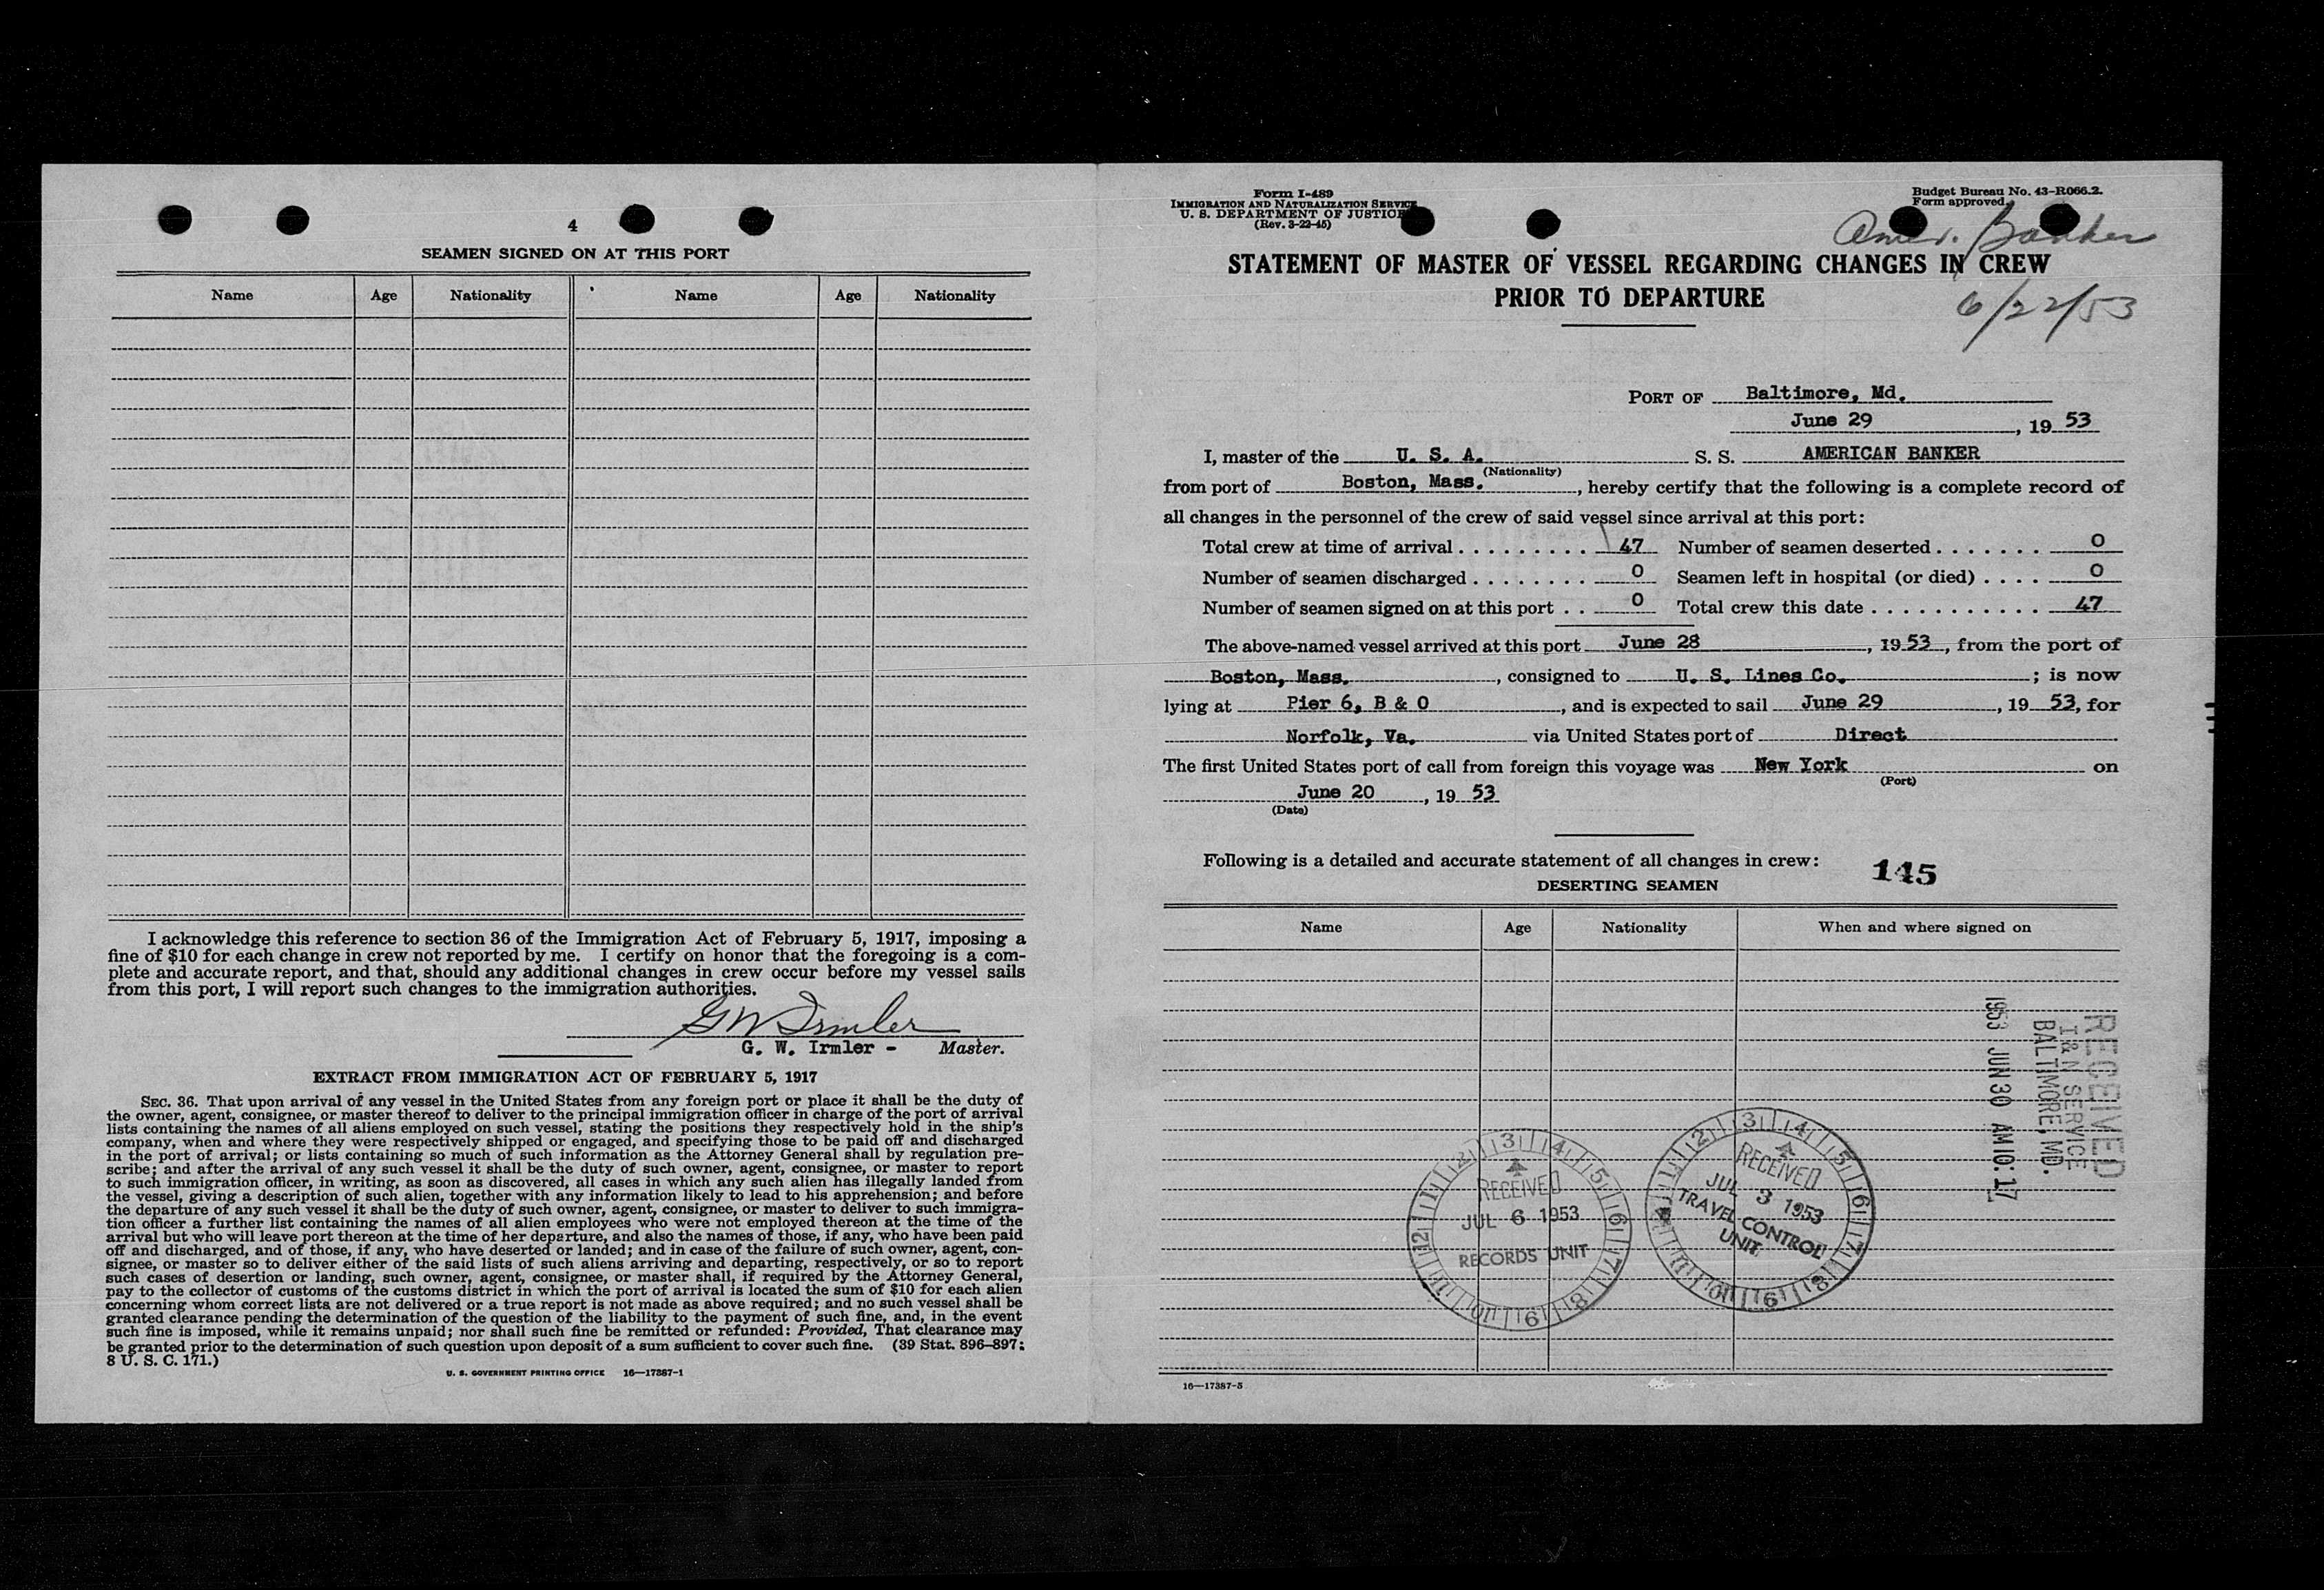 4
SEAMEN SIGNED ON AT THIS PORT
Name Age Nationality Name Age Nationality
I acknowledge this reference to section 36 of the Immigration Act of February 5, 1917, imposing a
fine of $10 for each change in crew not reported by me. I certify on honor that the foregoing is a com-
plete and accurate report, and that, should any additional changes in crew occur before my vessel sails
from this port, I will report such changes to the immigration authorities.
G W Irmler
G. W. Irmler - Master.
EXTRACT FROM IMMIGRATION ACT OF FEBRUARY 5, 1917
SEC. 36. That upon arrival of any vessel in the United States from any foreign port or place it shall be the duty of
the owner, agent, consignee, or master thereof to deliver to the principal immigration officer in charge of the port of arrival
lists containing the names of all aliens employed on such vessel, stating the positions they respectively hold in the ship's
company, when and where they were respectively shipped or engaged, and specifying those to be paid off and discharged
in the port of arrival; or lists containing so much of such information as the Attorney General shall by regulation pre-
scribe; and after the arrival of any such vessel it shall be the duty of such owner, agent, consignee, or master to report
to such immigration officer, in writing, as soon as discovered, all cases in which any such alien has illegally landed from
the vessel, giving a description of such alien, together with any information likely to lead to his apprehension; and before
the departure of any such vessel it shall be the duty of such owner, agent, consignee, or master to deliver to such immigra-
tion officer a further list containing the names of all alien employees who were not employed thereon at the time of the
arrival but who will leave port thereon at the time of her departure, and also the names of those, if any, who have been paid
off and discharged, and of those, if any, who have deserted or landed; and in case of the failure of such owner, agent, con-
signee, or master so to deliver either of the said lists of such aliens arriving and departing, respectively, or so to report
such cases of desertion or landing, such owner, agent, consignee, or master shall, if required by the Attorney General,
pay to the collector of customs of the customs district in which the port of arrival is located the sum of $10 for each alien
concerning whom correct lists are not delivered or a true report is not made as above required; and no such vessel shall be
granted clearance pending the determination of the question of the liability to the payment of such fine, and, in the event
such fine is imposed, while it remains unpaid; nor shall such fine be remitted or refunded: Provided, That clearance may
be granted prior to the determination of such question upon deposit of a sum sufficient to cover such fine. (39 Stat. 896–897;
8 U. S. C. 171.)
U. S. GOVERNMENT PRINTING OFFICE 16—17387-1
Form I-489
IMMIGRATION AND NATURALIZATION SERVICE
U. S. DEPARTMENT OF JUSTICE
(Rev. 3-22-45)
Budget Bureau No. 43-R066.2.
Form approved.
Amer. Banker
STATEMENT OF MASTER OF VESSEL REGARDING CHANGES IN CREW
PRIOR TO DEPARTURE
6/22/53
PORT OF Baltimore, Md.
June 29, 19 53
I, master of the U. S. A. S. S. AMERICAN BANKER
(Nationality)
from port of Boston, Mass., hereby certify that the following is a complete record of
all changes in the personnel of the crew of said vessel since arrival at this port:
Total crew at time of arrival . . . . . . . . . 47 Number of seamen deserted . . . . . . . 0
Number of seamen discharged . . . . . . . . 0 Seamen left in hospital (or died) . . . . 0
Number of seamen signed on at this port . . 0 Total crew this date . . . . . . . . . . . 47
The above-named vessel arrived at this port June 28, 19 53, from the port of
Boston, Mass., consigned to U. S. Lines Co. ; is now
lying at Pier 6, B & O, and is expected to sail June 29, 19 53, for
Norfolk, Va. via United States port of Direct
The first United States port of call from foreign this voyage was New York on
(Port)
June 20, 19 53
(Date)
Following is a detailed and accurate statement of all changes in crew: 145
DESERTING SEAMEN
Name Age Nationality When and where signed on
RECEIVED
I & N SERVICE
BALTIMORE, MD.
1953 JUN 30 AM 10:17
1 2 3 4 5 6 7 8 9 10 11 12
RECEIVED
JUL 6 1953
RECORDS UNIT
1 2 3 4 5 6 7 8 9 10 11
RECEIVED
JUL 3 1953
TRAVEL CONTROL
UNIT
16—17387-5